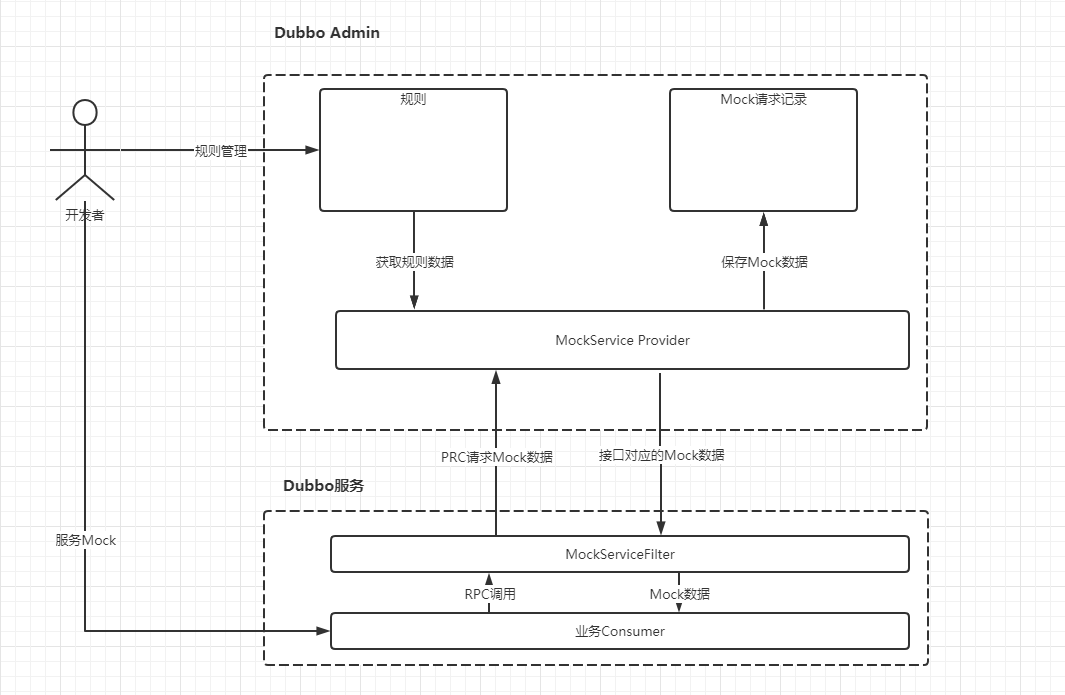 Dubbo Admin
规则
Mock请求记录
规则管理
开发者
获取规则数据
保存Mock数据
MockService Provider
PRC请求Mock数据
接口对应的Mock数据
Dubbo服务
服务Mock
MockServiceFilter
RPC调用
Mock数据
业务Consumer